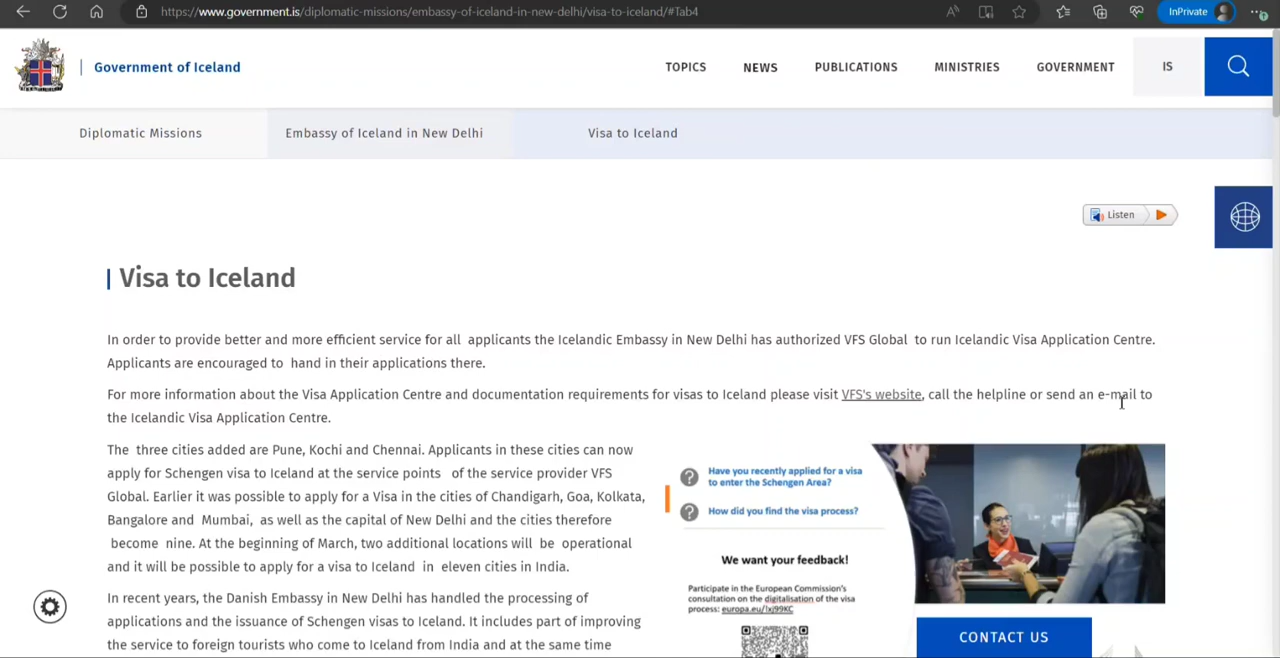 https://www.government.is/diplomatic-missions/embassy-of-iceland-in-new-delhi/visa-to-iceland/#Tab4
InPrivate
Government of Iceland
TOPICS NEWS PUBLICATIONS MINISTRIES GOVERNMENT IS
Diplomatic Missions Embassy of Iceland in New Delhi Visa to Iceland
Listen
Visa to Iceland
In order to provide better and more efficient service for all applicants the Icelandic Embassy in New Delhi has authorized VFS Global to run Icelandic Visa Application Centre.
Applicants are encouraged to hand in their applications there.
For more information about the Visa Application Centre and documentation requirements for visas to Iceland please visit VFS's website, call the helpline or send an e-mail to
the Icelandic Visa Application Centre.
The three cities added are Pune, Kochi and Chennai. Applicants in these cities can now
apply for Schengen visa to Iceland at the service points of the service provider VFS
Global. Earlier it was possible to apply for a Visa in the cities of Chandigarh, Goa, Kolkata,
Bangalore and Mumbai, as well as the capital of New Delhi and the cities therefore
become nine. At the beginning of March, two additional locations will be operational
and it will be possible to apply for a visa to Iceland in eleven cities in India.
In recent years, the Danish Embassy in New Delhi has handled the processing of
applications and the issuance of Schengen visas to Iceland. It includes part of improving
the service to foreign tourists who come to Iceland from India and at the same time
Have you recently applied for a visa
to enter the Schengen Area?
How did you find the visa process?
We want your feedback!
Participate in the European Commission's
consultation on the digitalisation of the visa
process: europa.eu/!xj99KC
CONTACT US